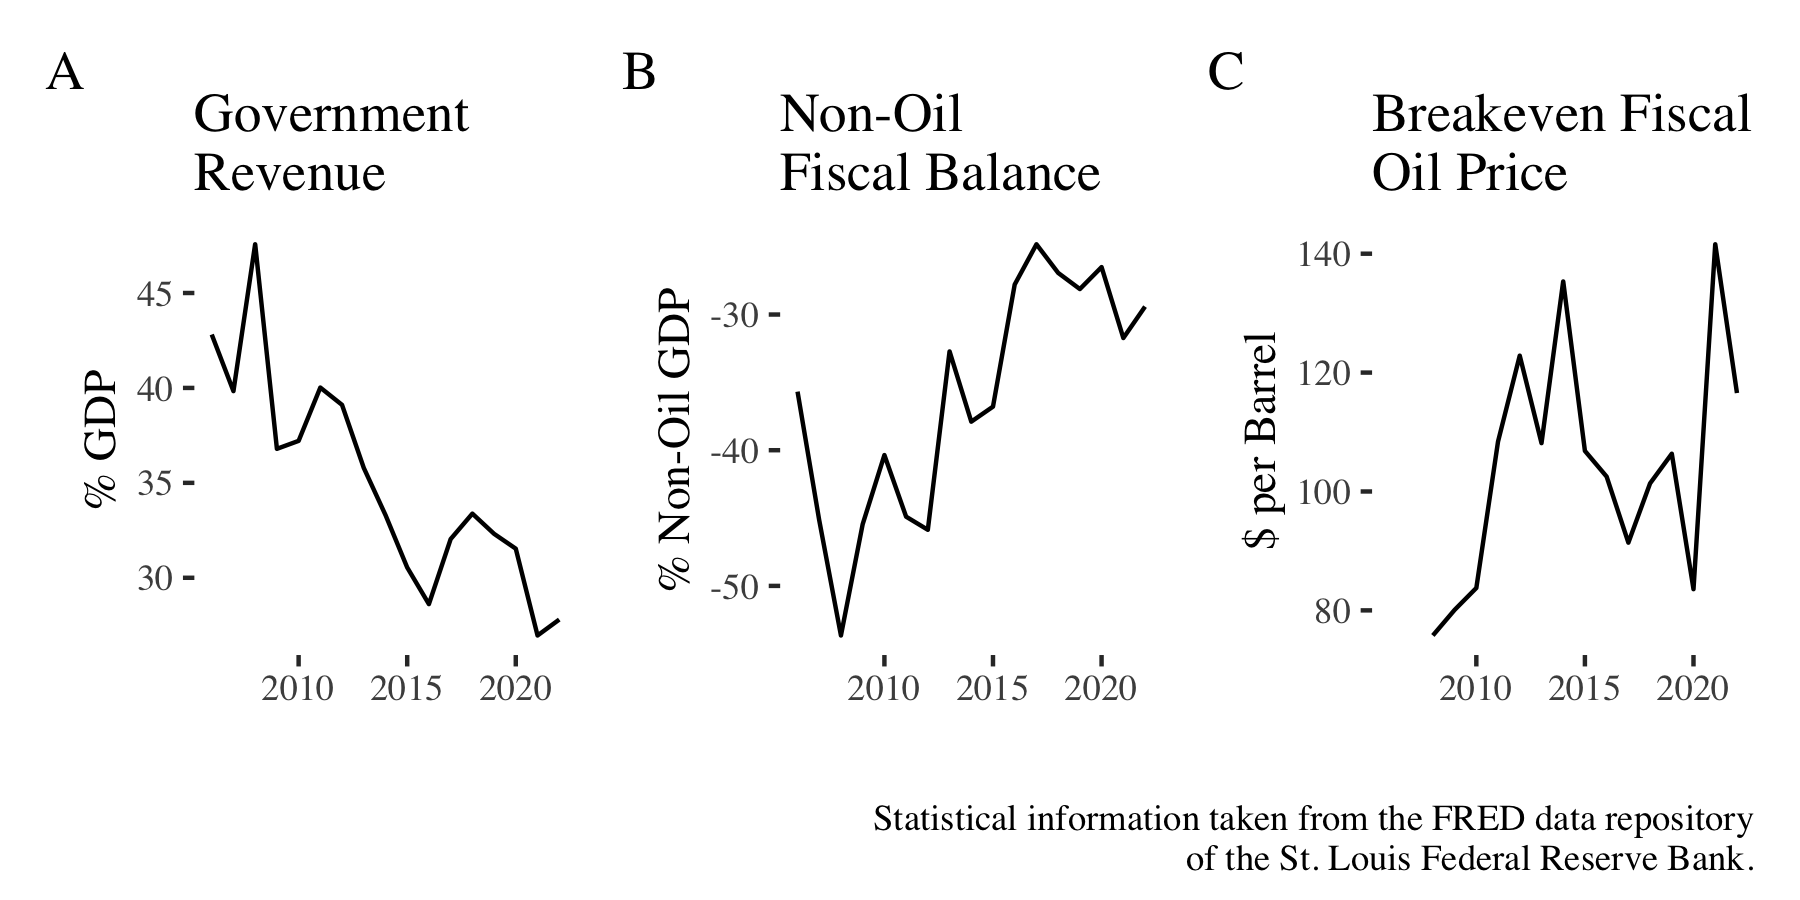 A
Government
Revenue
% GDP
45
40
35
30
2010 2015 2020
B
Non-Oil
Fiscal Balance
% Non-Oil GDP
-30
-40
-50
2010 2015 2020
C
Breakeven Fiscal
Oil Price
$ per Barrel
140
120
100
80
2010 2015 2020
Statistical information taken from the FRED data repository
of the St. Louis Federal Reserve Bank.